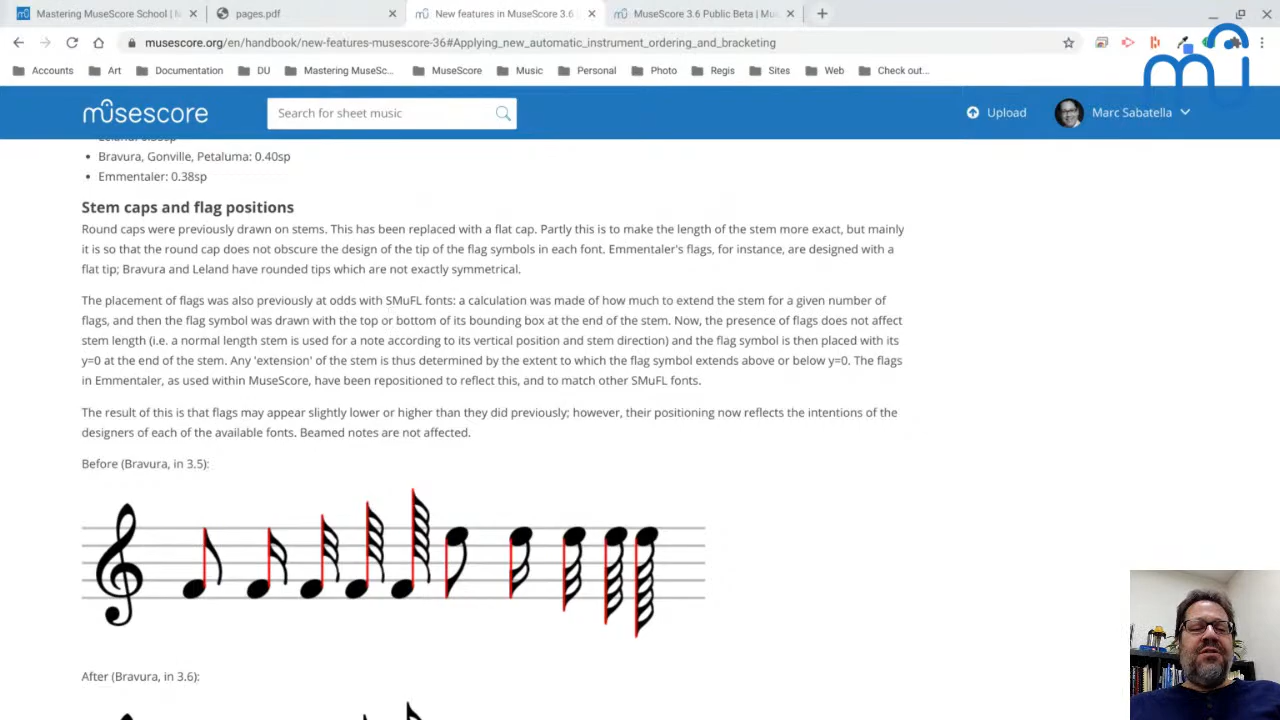 Mastering MuseScore School | M
pages.pdf
New features in MuseScore 3.6 |
MuseScore 3.6 Public Beta | Mus
musescore.org/en/handbook/new-features-musescore-36#Applying_new_automatic_instrument_ordering_and_bracketing
Accounts Art Documentation DU Mastering MuseSc... MuseScore Music Personal Photo Regis Sites Web Check out...
musescore Search for sheet music Upload Marc Sabatella
Bravura, Gonville, Petaluma: 0.40sp
Emmentaler: 0.38sp
Stem caps and flag positions
Round caps were previously drawn on stems. This has been replaced with a flat cap. Partly this is to make the length of the stem more exact, but mainly
it is so that the round cap does not obscure the design of the tip of the flag symbols in each font. Emmentaler's flags, for instance, are designed with a
flat tip; Bravura and Leland have rounded tips which are not exactly symmetrical.
The placement of flags was also previously at odds with SMuFL fonts: a calculation was made of how much to extend the stem for a given number of
flags, and then the flag symbol was drawn with the top or bottom of its bounding box at the end of the stem. Now, the presence of flags does not affect
stem length (i.e. a normal length stem is used for a note according to its vertical position and stem direction) and the flag symbol is then placed with its
y=0 at the end of the stem. Any 'extension' of the stem is thus determined by the extent to which the flag symbol extends above or below y=0. The flags
in Emmentaler, as used within MuseScore, have been repositioned to reflect this, and to match other SMuFL fonts.
The result of this is that flags may appear slightly lower or higher than they did previously; however, their positioning now reflects the intentions of the
designers of each of the available fonts. Beamed notes are not affected.
Before (Bravura, in 3.5):
After (Bravura, in 3.6):